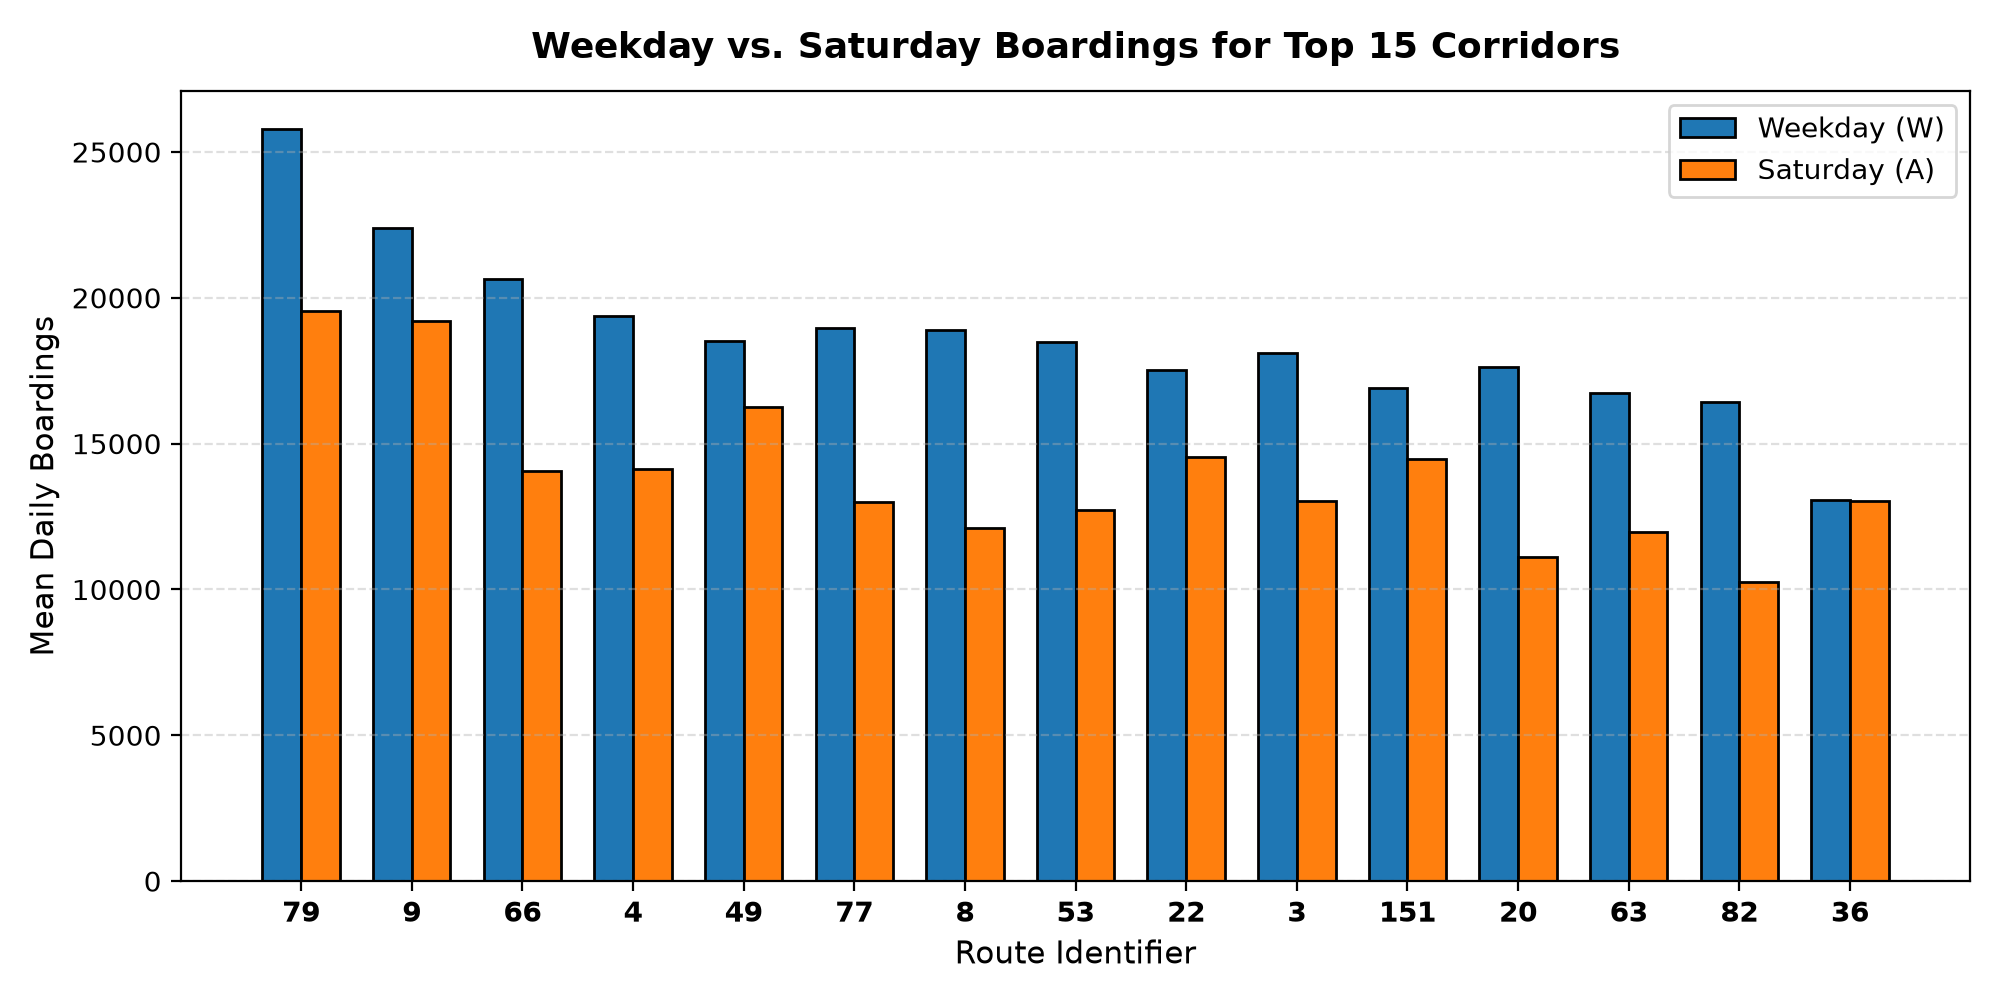 Weekday vs. Saturday Boardings for Top 15 Corridors
Weekday (W)
Saturday (A)
Mean Daily Boardings
25000
20000
15000
10000
5000
0
79 9 66 4 49 77 8 53 22 3 151 20 63 82 36
Route Identifier